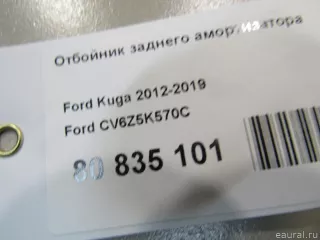 Отбойник заднего амортизатора
Ford Kuga 2012-2019
Ford CV6Z5K570C
80 835 101
eaural.ru